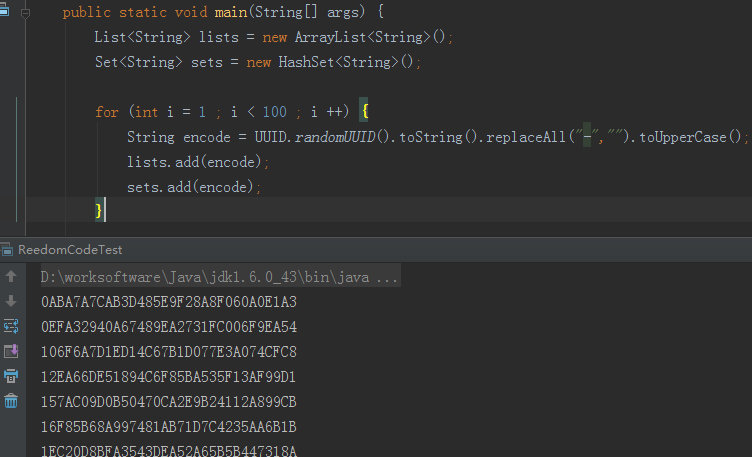 public static void main(String[] args) {
List<String> lists = new ArrayList<String>();
Set<String> sets = new HashSet<String>();
for (int i = 1 ; i < 100 ; i ++) {
String encode = UUID.randomUUID().toString().replaceAll("-","").toUpperCase();
lists.add(encode);
sets.add(encode);
}
ReedomCodeTest
D:\worksoftware\Java\jdk1.6.0_43\bin\java ...
0ABA7A7CAB3D485E9F28A8F060A0E1A3
0EFA32940A67489EA2731FC006F9EA54
106F6A7D1ED14C67B1D077E3A074CFC8
12EA66DE51894C6F85BA535F13AF99D1
157AC09D0B50470CA2E9B24112A899CB
16F85B68A997481AB71D7C4235AA6B1B
1EC20D8BFA3543DEA52A65B5B447318A